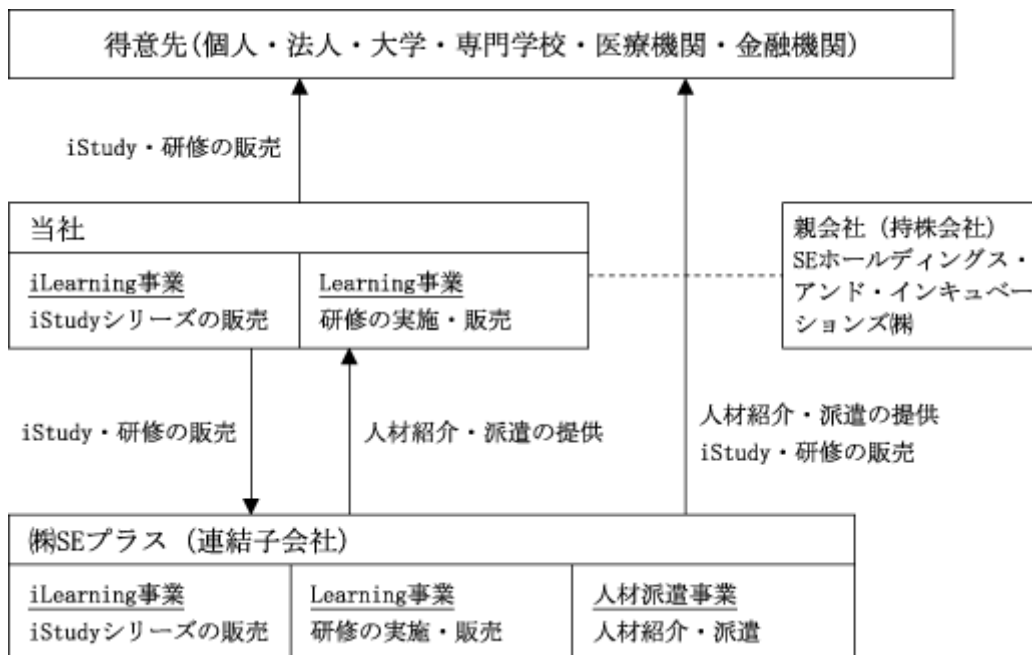 得意先(個人・法人・大学・専門学校・医療機関・金融機関)
iStudy・研修の販売
当社
iLearning事業
iStudyシリーズの販売
Learning事業
研修の実施・販売
親会社（持株会社）
SEホールディングス・
アンド・インキュベー
ションズ㈱
iStudy・研修の販売
人材紹介・派遣の提供
人材紹介・派遣の提供
iStudy・研修の販売
㈱SEプラス（連結子会社）
iLearning事業
iStudyシリーズの販売
Learning事業
研修の実施・販売
人材派遣事業
人材紹介・派遣